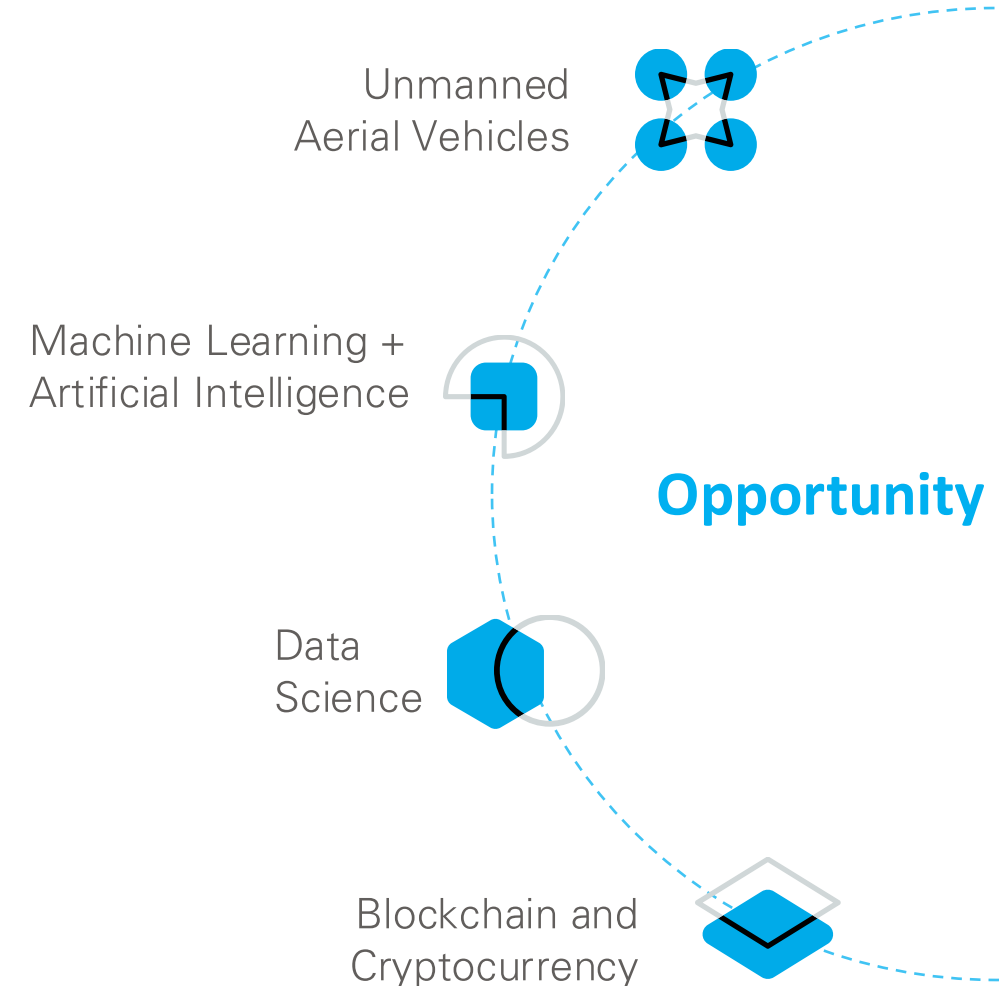 Unmanned
Aerial Vehicles
Machine Learning +
Artificial Intelligence
Opportunity
Data
Science
Blockchain and
Cryptocurrency